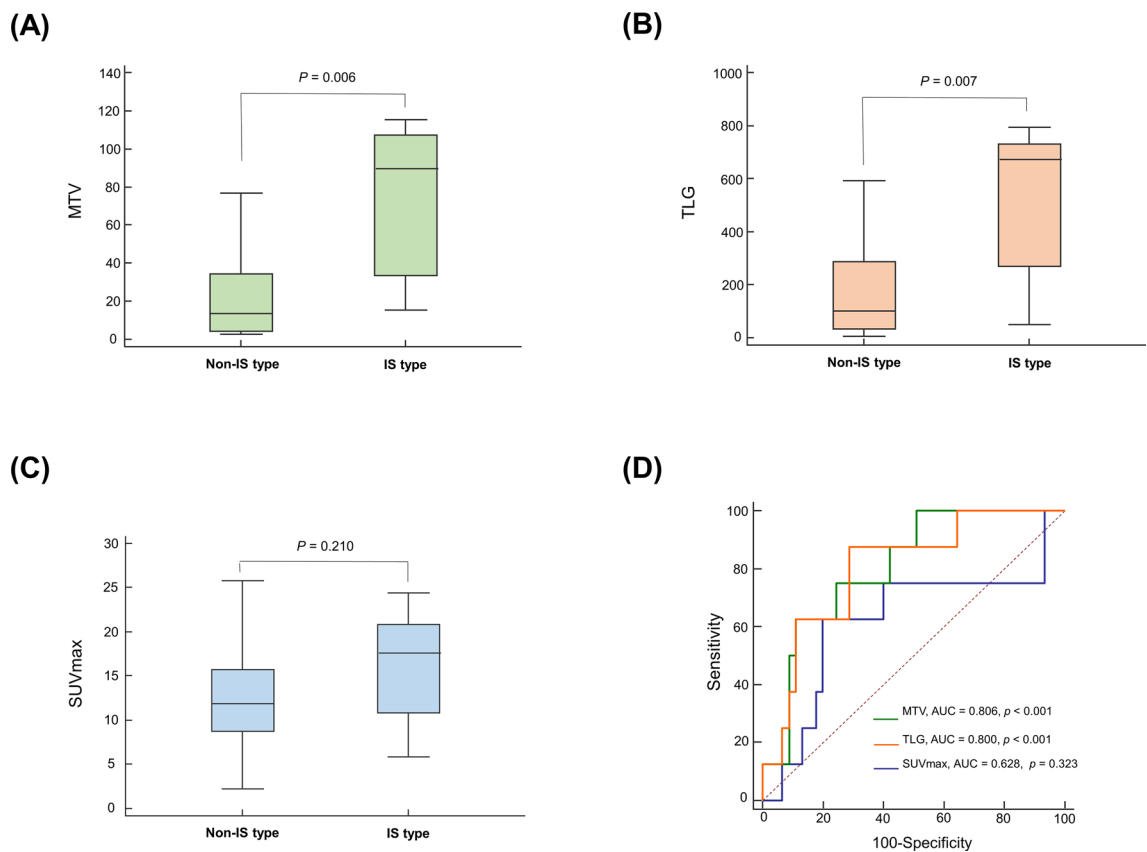 (A)
P = 0.006
140
120
100
80
60
40
20
0
MTV
Non-IS type
IS type
(B)
P = 0.007
1000
800
600
400
200
100
0
TLG
Non-IS type
IS type
(C)
P = 0.210
30
25
20
15
10
5
0
SUVmax
Non-IS type
IS type
(D)
100
80
60
40
20
0
Sensitivity
MTV, AUC = 0.806, p < 0.001
TLG, AUC = 0.800, p < 0.001
SUVmax, AUC = 0.628, p = 0.323
0 20 40 60 80 100
100-Specificity